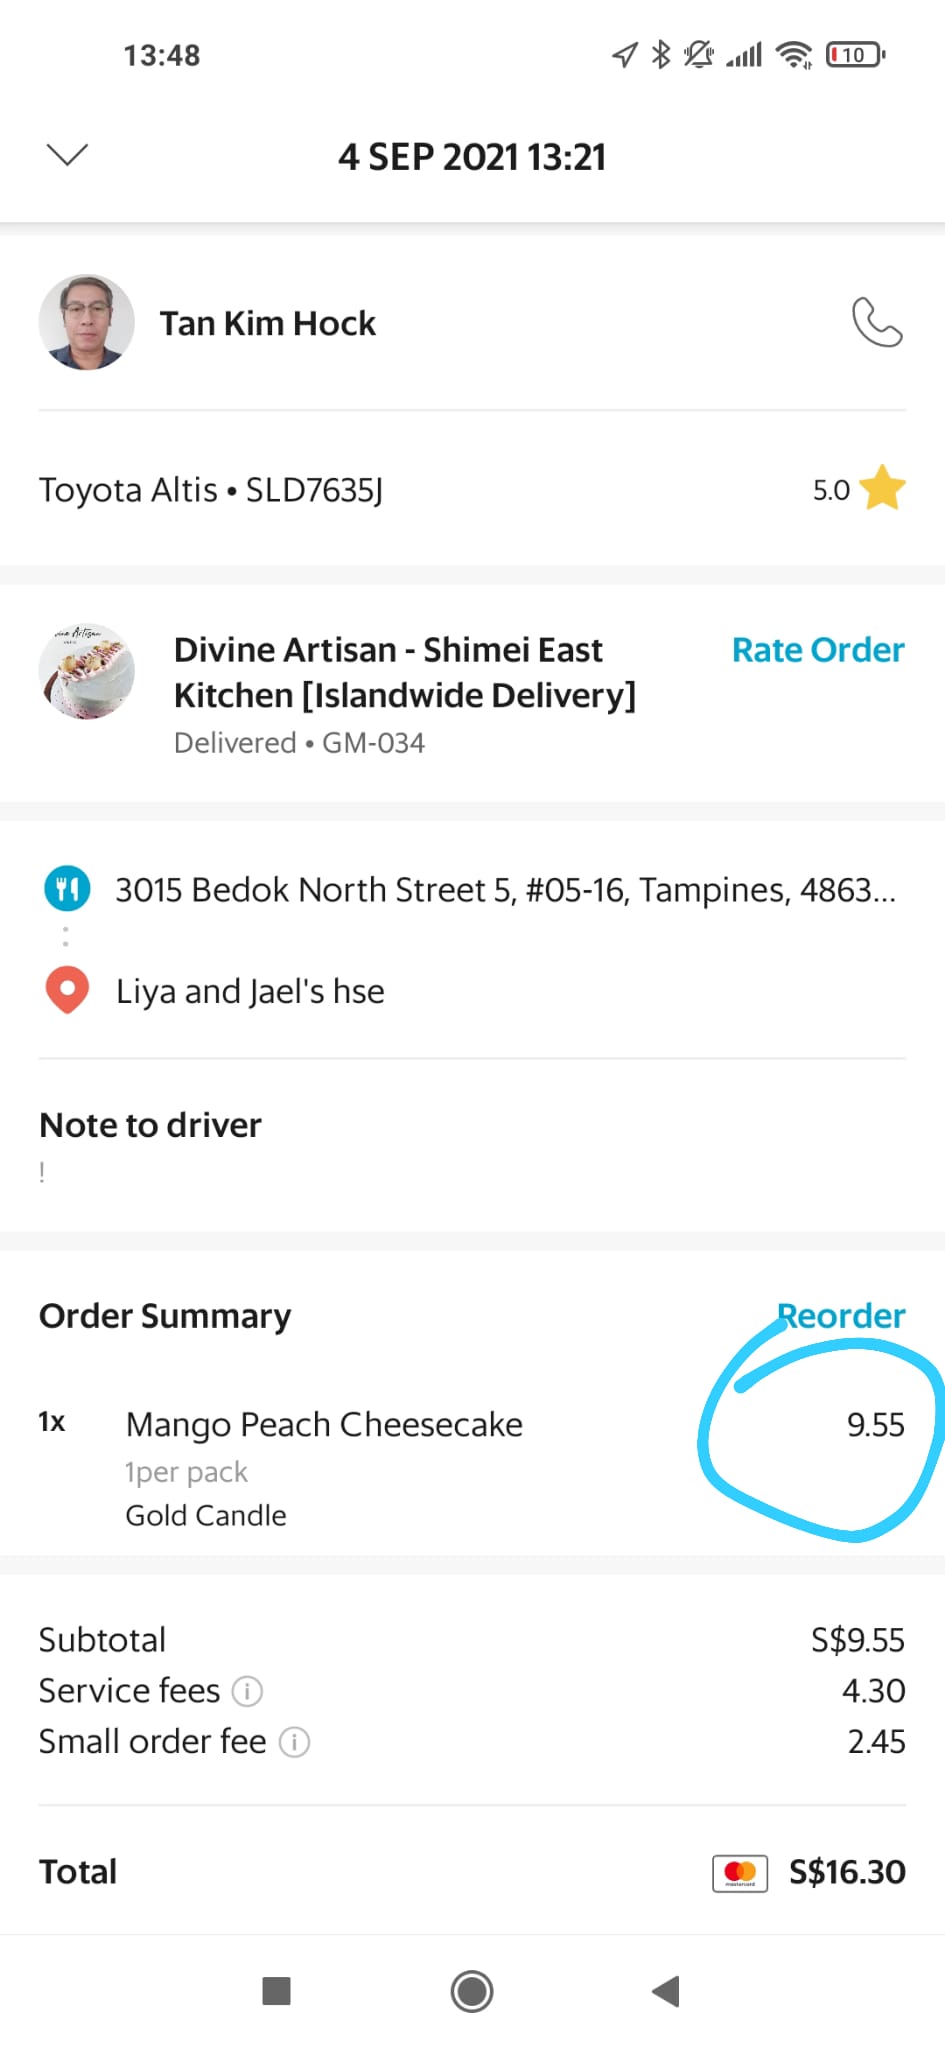 13:48
10
4 SEP 2021 13:21
Tan Kim Hock
Toyota Altis • SLD7635J
5.0
Divine Artisan - Shimei East
Rate Order
Kitchen [Islandwide Delivery]
Delivered • GM-034
3015 Bedok North Street 5, #05-16, Tampines, 4863...
Liya and Jael's hse
Note to driver
!
Order Summary
Reorder
1x Mango Peach Cheesecake 9.55
1per pack
Gold Candle
Subtotal S$9.55
Service fees 4.30
Small order fee 2.45
Total mastercard S$16.30